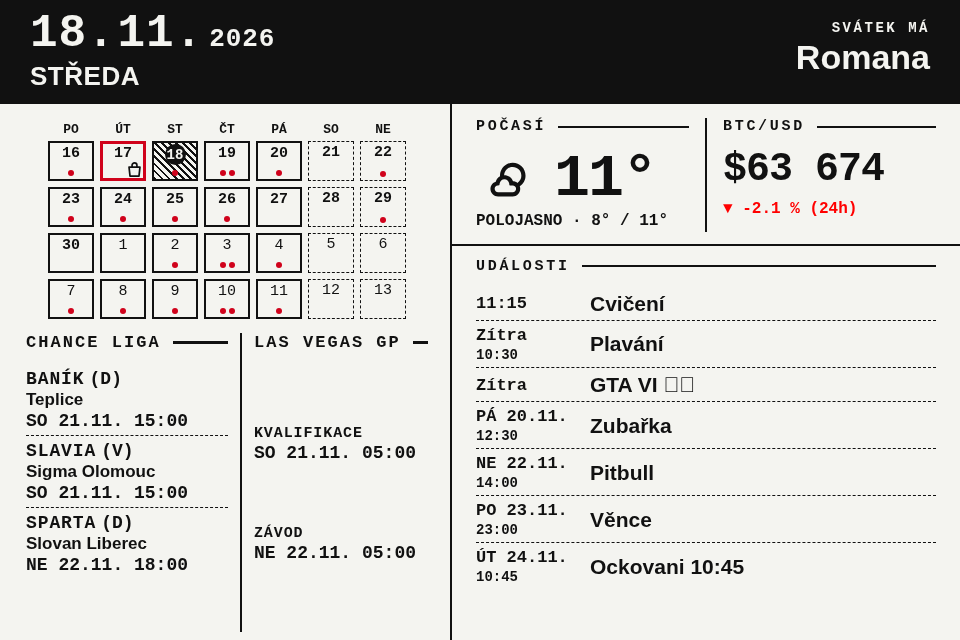 18.11. 2026
STŘEDA
SVÁTEK MÁ
Romana
PO ÚT ST ČT PÁ SO NE
16 17 18 19 20 21 22
23 24 25 26 27 28 29
30 1 2 3 4 5 6
7 8 9 10 11 12 13
CHANCE LIGA
BANÍK (D)
Teplice
SO 21.11. 15:00
SLAVIA (V)
Sigma Olomouc
SO 21.11. 15:00
SPARTA (D)
Slovan Liberec
NE 22.11. 18:00
LAS VEGAS GP
KVALIFIKACE
SO 21.11. 05:00
ZÁVOD
NE 22.11. 05:00
POČASÍ
11°
POLOJASNO · 8° / 11°
BTC/USD
$63 674
▼ -2.1 % (24h)
UDÁLOSTI
11:15 Cvičení
Zítra
10:30 Plavání
Zítra GTA VI
PÁ 20.11.
12:30 Zubařka
NE 22.11.
14:00 Pitbull
PO 23.11.
23:00 Věnce
ÚT 24.11.
10:45 Ockovani 10:45